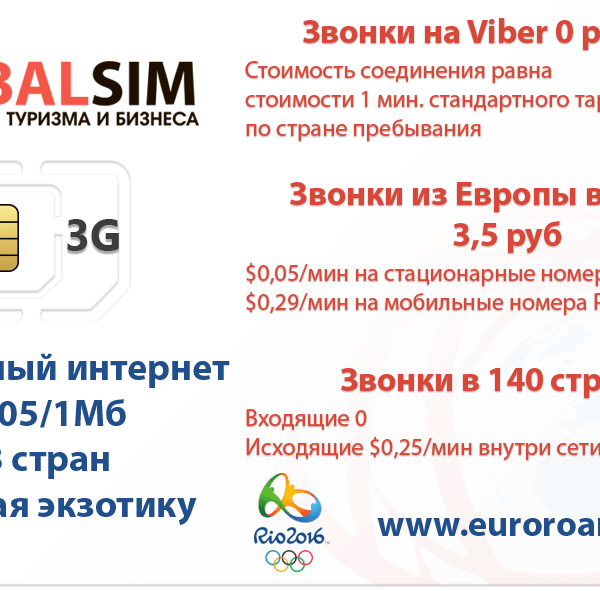 BALSIM
ТУРИЗМА И БИЗНЕСА
3G
ный интернет
05/1Мб
стран
ая экзотику
Звонки на Viber 0 р
Стоимость соединения равна
стоимости 1 мин. стандартного та
по стране пребывания
Звонки из Европы в
3,5 руб
$0,05/мин на стационарные номер
$0,29/мин на мобильные номера
Звонки в 140 стр
Входящие 0
Исходящие $0,25/мин внутри сети
Rio2016
www.euroroa